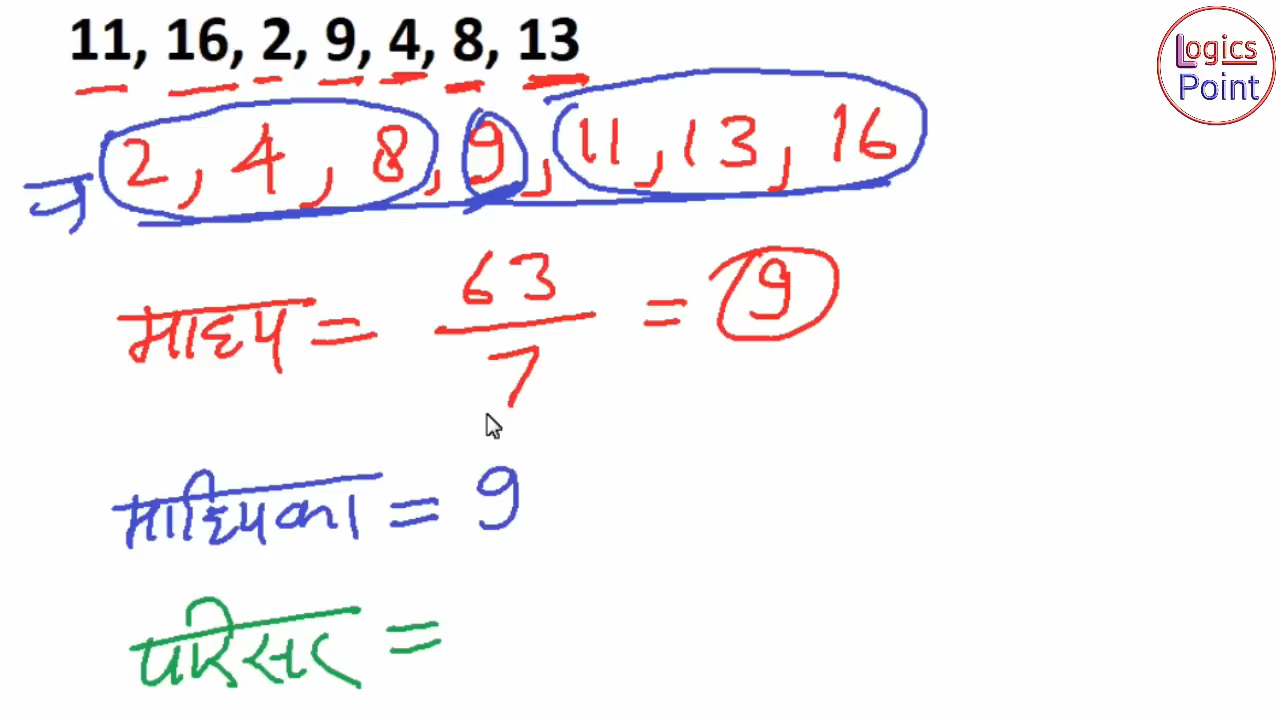 11, 16, 2, 9, 4, 8, 13
Logics
Point
2, 4, 8, 9, 11, 13, 16
माध्य = 63/7 = 9
माध्यिका = 9
परिसर =